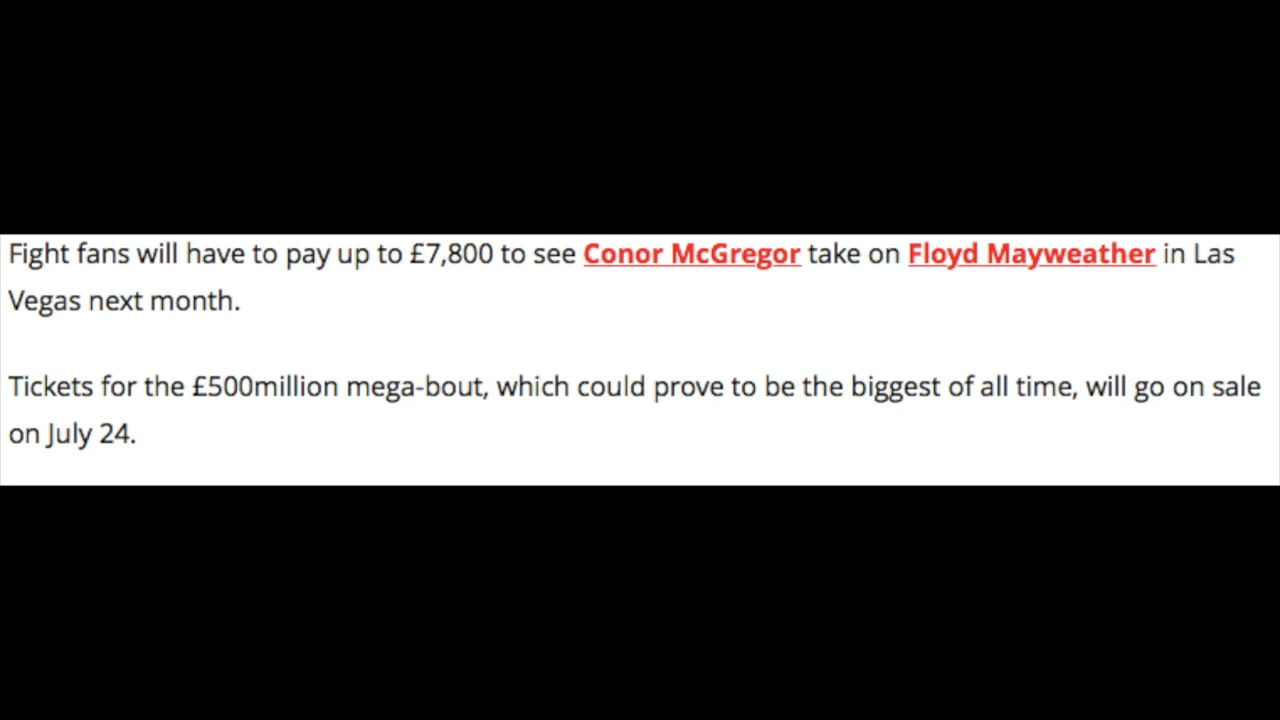 Fight fans will have to pay up to £7,800 to see Conor McGregor take on Floyd Mayweather in Las
Vegas next month.
Tickets for the £500million mega-bout, which could prove to be the biggest of all time, will go on sale
on July 24.